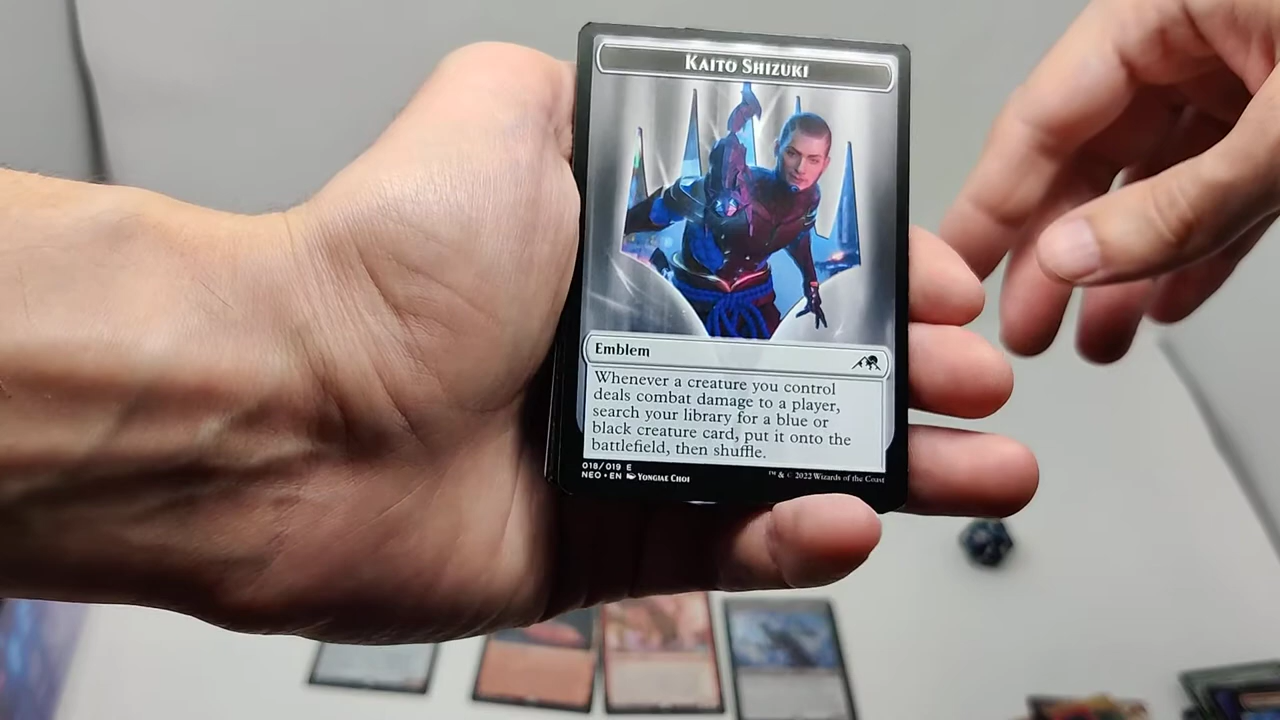 Kaito Shizuki
Emblem
Whenever a creature you control
deals combat damage to a player,
search your library for a blue or
black creature card, put it onto the
battlefield, then shuffle.
018/019 E
NEO • EN Yongjae Choi
™ & © 2022 Wizards of the Coast